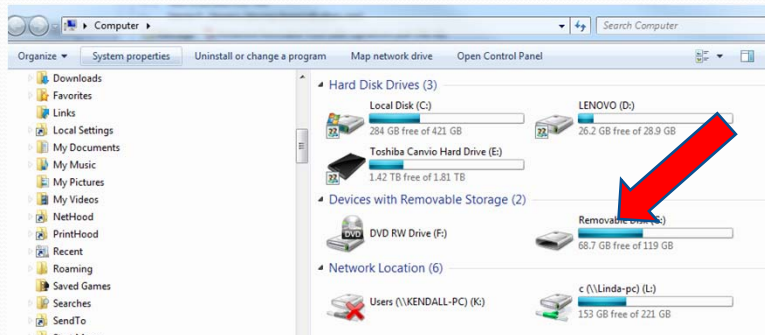 Computer
Search Computer
Organize System properties Uninstall or change a program Map network drive Open Control Panel
Downloads
Favorites
Links
Local Settings
My Documents
My Music
My Pictures
My Videos
NetHood
PrintHood
Recent
Roaming
Saved Games
Searches
SendTo
Hard Disk Drives (3)
Local Disk (C:)
284 GB free of 421 GB
LENOVO (D:)
26.2 GB free of 28.9 GB
Toshiba Canvio Hard Drive (E:)
1.42 TB free of 1.81 TB
Devices with Removable Storage (2)
DVD RW Drive (F:)
DVD
Removable Disk (G:)
68.7 GB free of 119 GB
Network Location (6)
Users (\\KENDALL-PC) (K:)
c (\\Linda-pc) (L:)
153 GB free of 221 GB